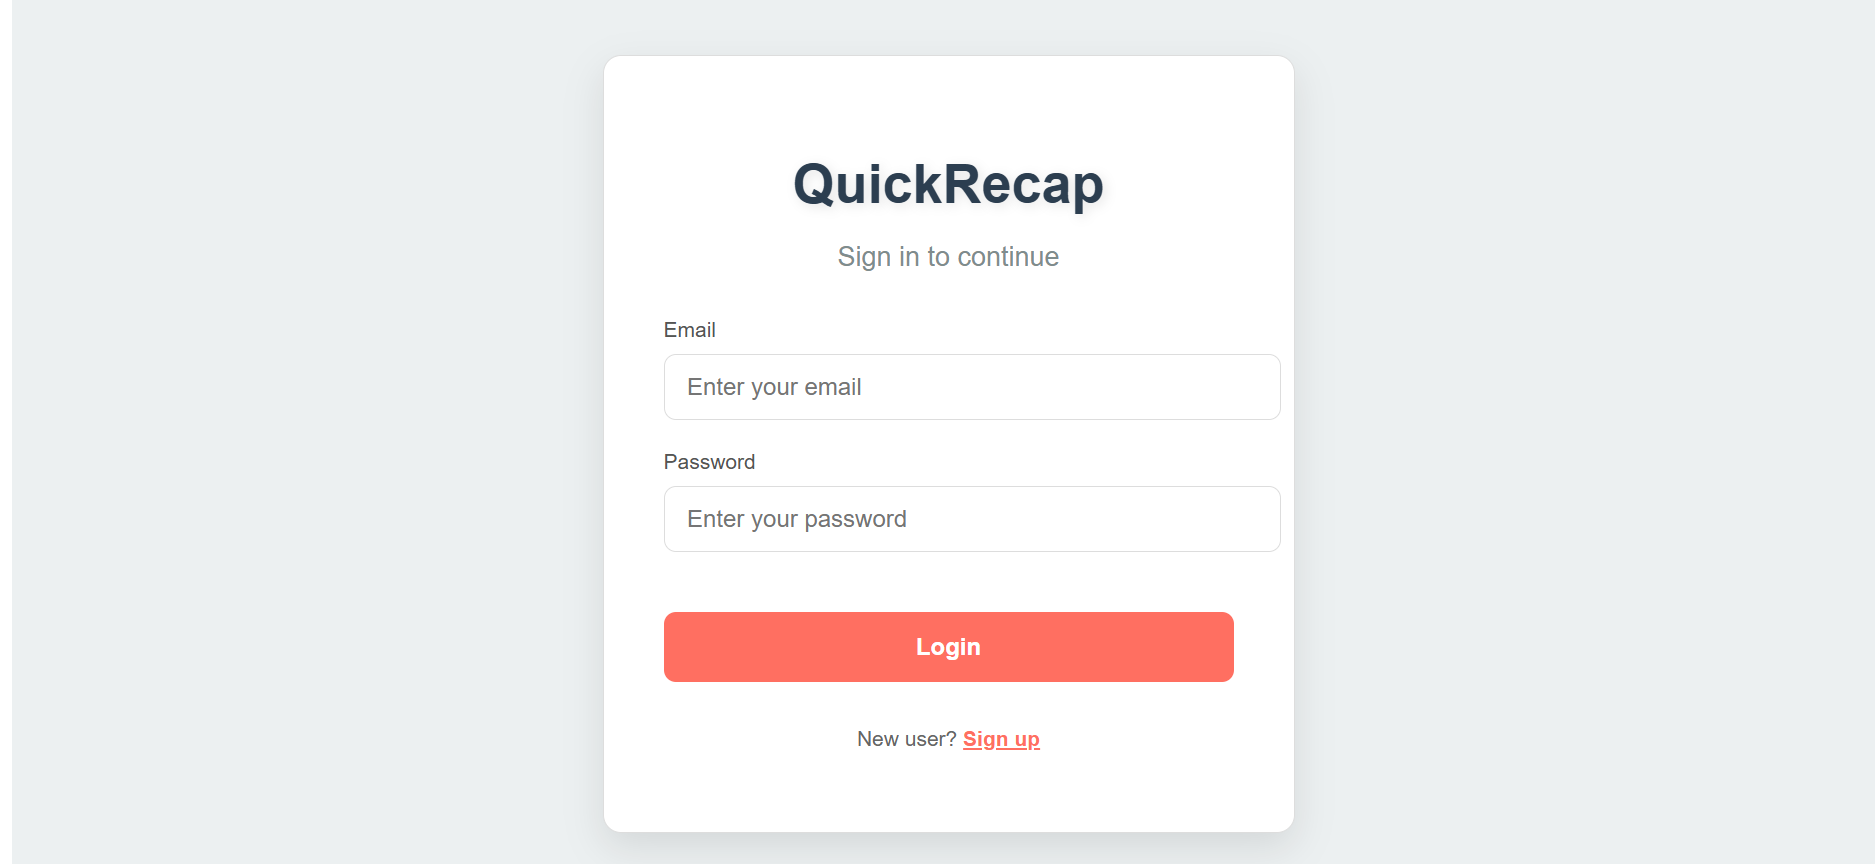 QuickRecap
Sign in to continue
Email
Enter your email
Password
Enter your password
Login
New user? Sign up